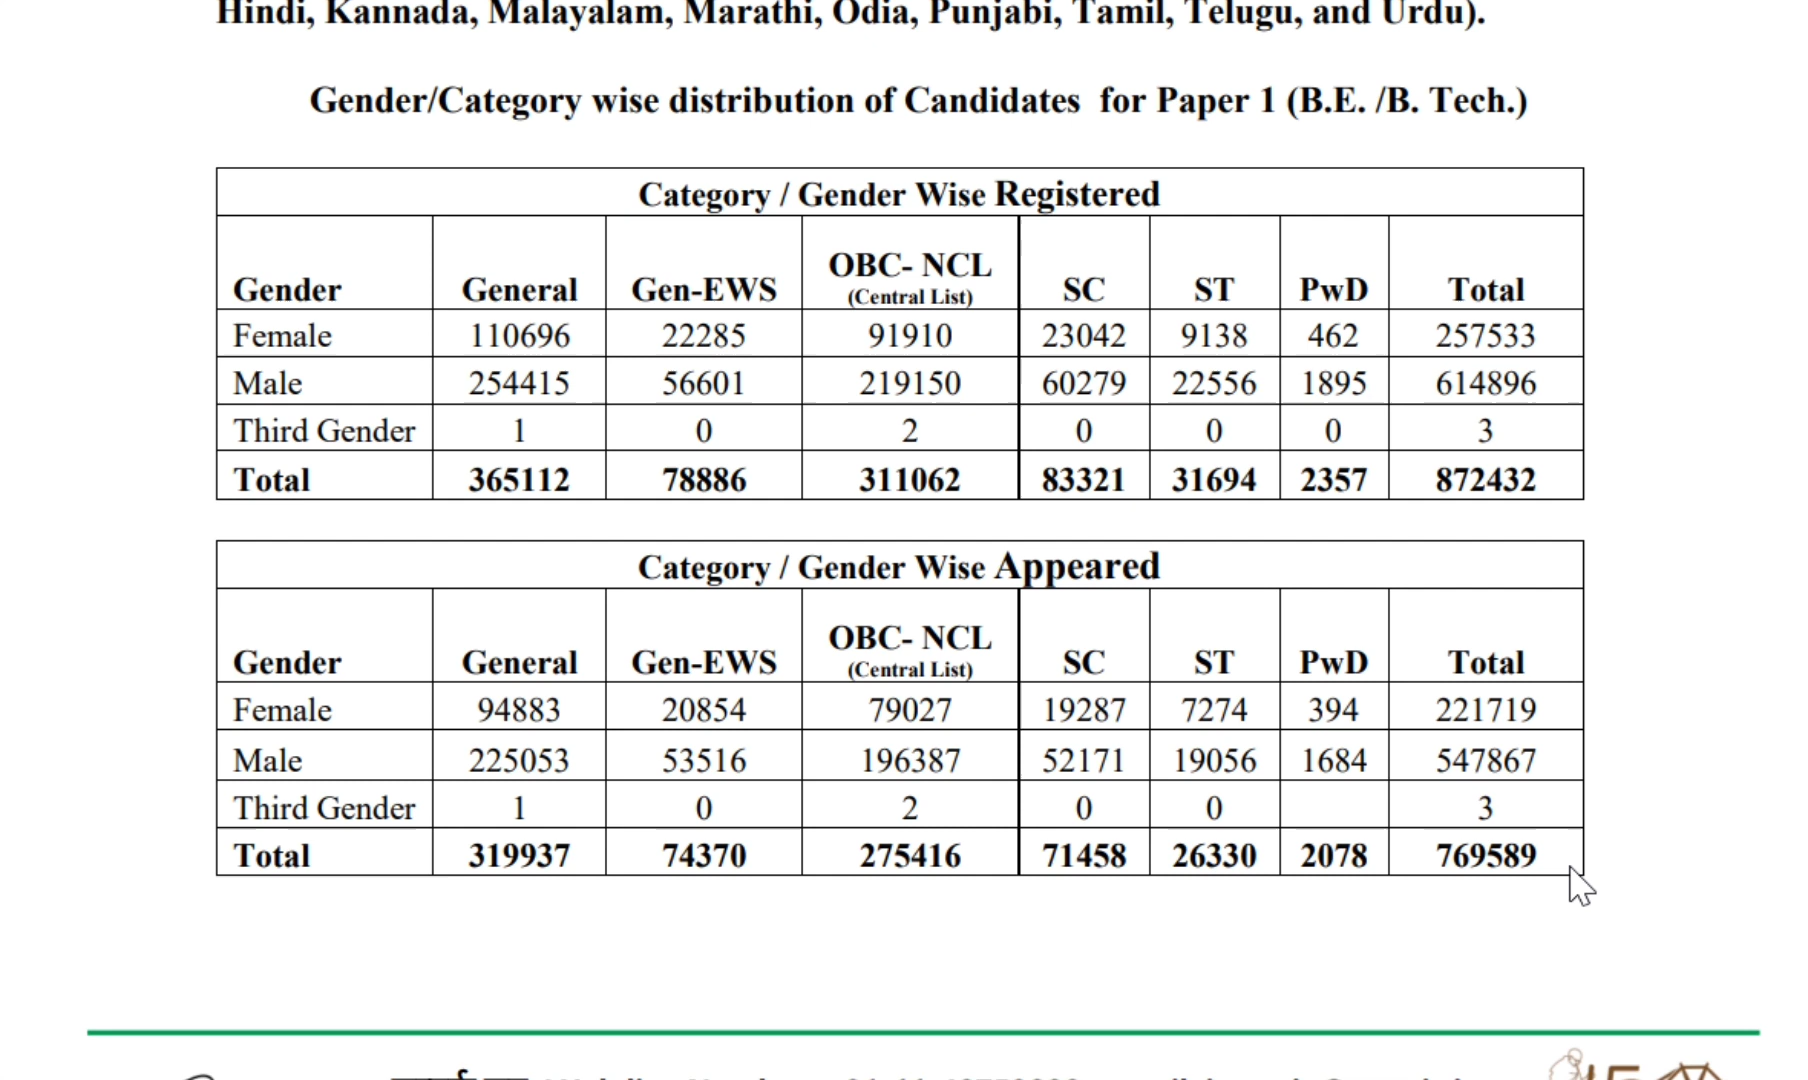 Hindi, Kannada, Malayalam, Marathi, Odia, Punjabi, Tamil, Telugu, and Urdu).
Gender/Category wise distribution of Candidates for Paper 1 (B.E. /B. Tech.)
Category / Gender Wise Registered
Gender General Gen-EWS OBC- NCL (Central List) SC ST PwD Total
Female 110696 22285 91910 23042 9138 462 257533
Male 254415 56601 219150 60279 22556 1895 614896
Third Gender 1 0 2 0 0 0 3
Total 365112 78886 311062 83321 31694 2357 872432
Category / Gender Wise Appeared
Gender General Gen-EWS OBC- NCL (Central List) SC ST PwD Total
Female 94883 20854 79027 19287 7274 394 221719
Male 225053 53516 196387 52171 19056 1684 547867
Third Gender 1 0 2 0 0 3
Total 319937 74370 275416 71458 26330 2078 769589